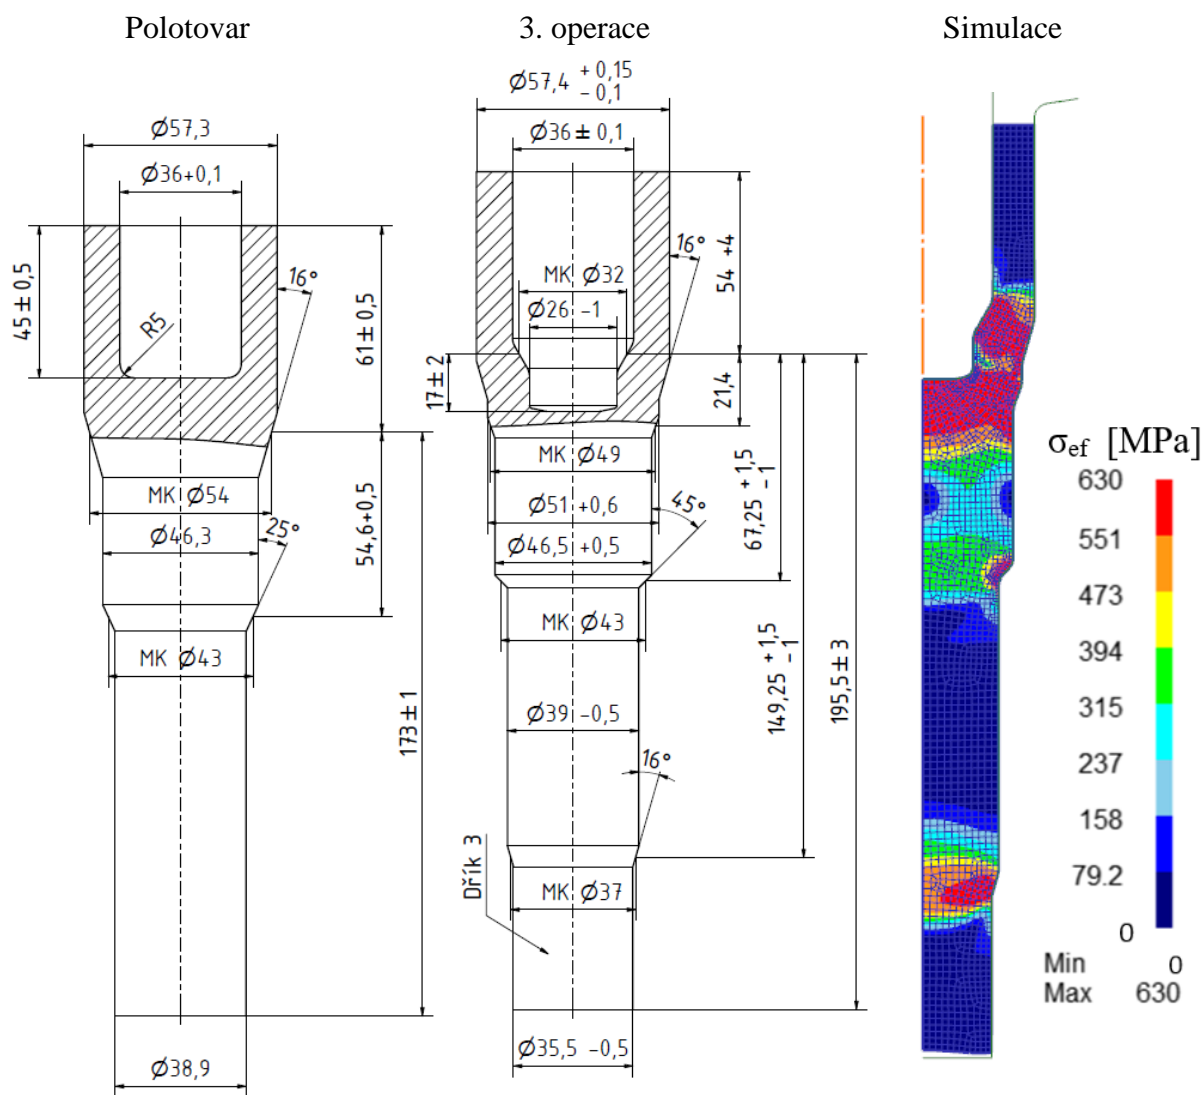 Polotovar
3. operace
Simulace
Ø57,3
Ø36+0,1
45±0,5
R5
16°
61±0,5
MK Ø54
Ø46,3
25°
54,6+0,5
MK Ø43
173±1
Ø38,9
Ø57,4 +0,15
-0,1
Ø36±0,1
54 +4
16°
MK Ø32
Ø26 -1
17±2
21,4
MK Ø49
Ø51 +0,6
45°
Ø46,5 +0,5
67,25 +1,5
-1
MK Ø43
Ø39 -0,5
149,25 +1,5
-1
195,5±3
16°
Dřík 3
MK Ø37
Ø35,5 -0,5
σef [MPa]
630
551
473
394
315
237
158
79.2
0
Min 0
Max 630